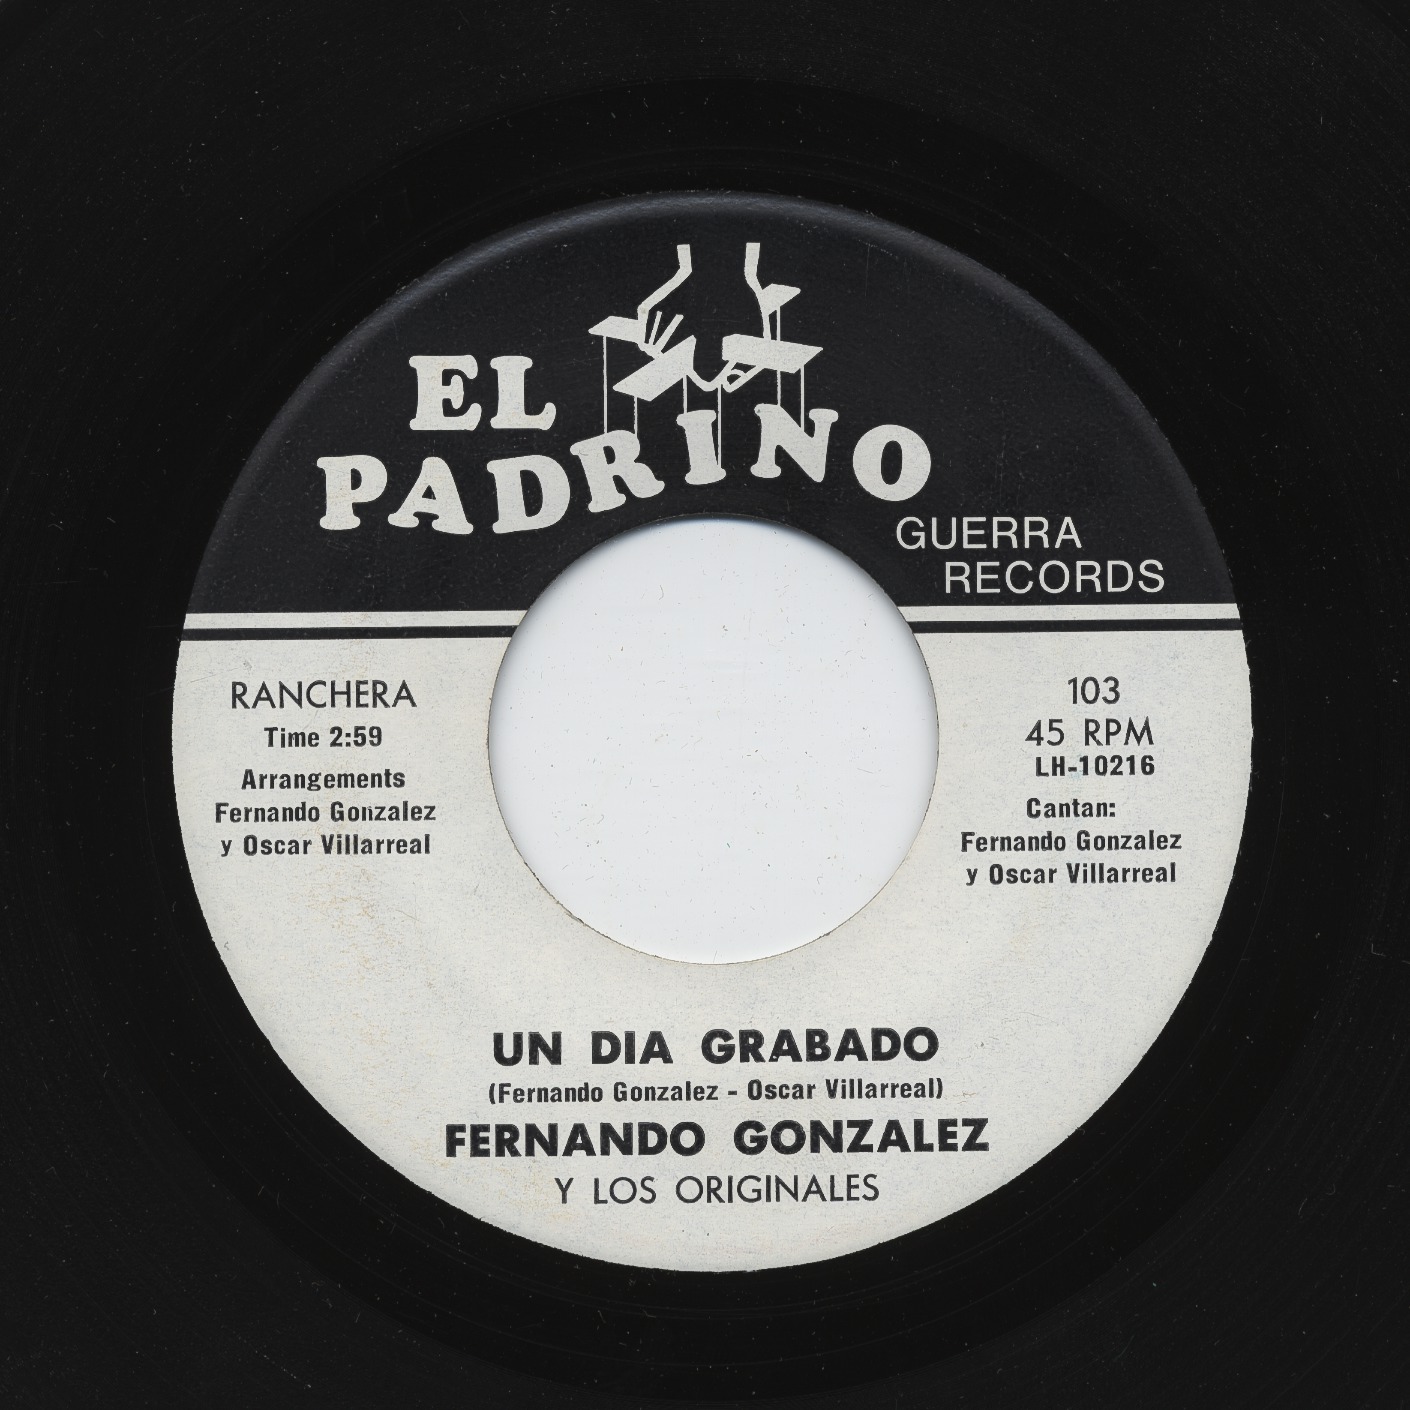 EL
PADRINO
GUERRA
RECORDS
RANCHERA
Time 2:59
Arrangements
Fernando Gonzalez
y Oscar Villarreal
103
45 RPM
LH-10216
Cantan:
Fernando Gonzalez
y Oscar Villarreal
UN DIA GRABADO
(Fernando Gonzalez - Oscar Villarreal)
FERNANDO GONZALEZ
Y LOS ORIGINALES